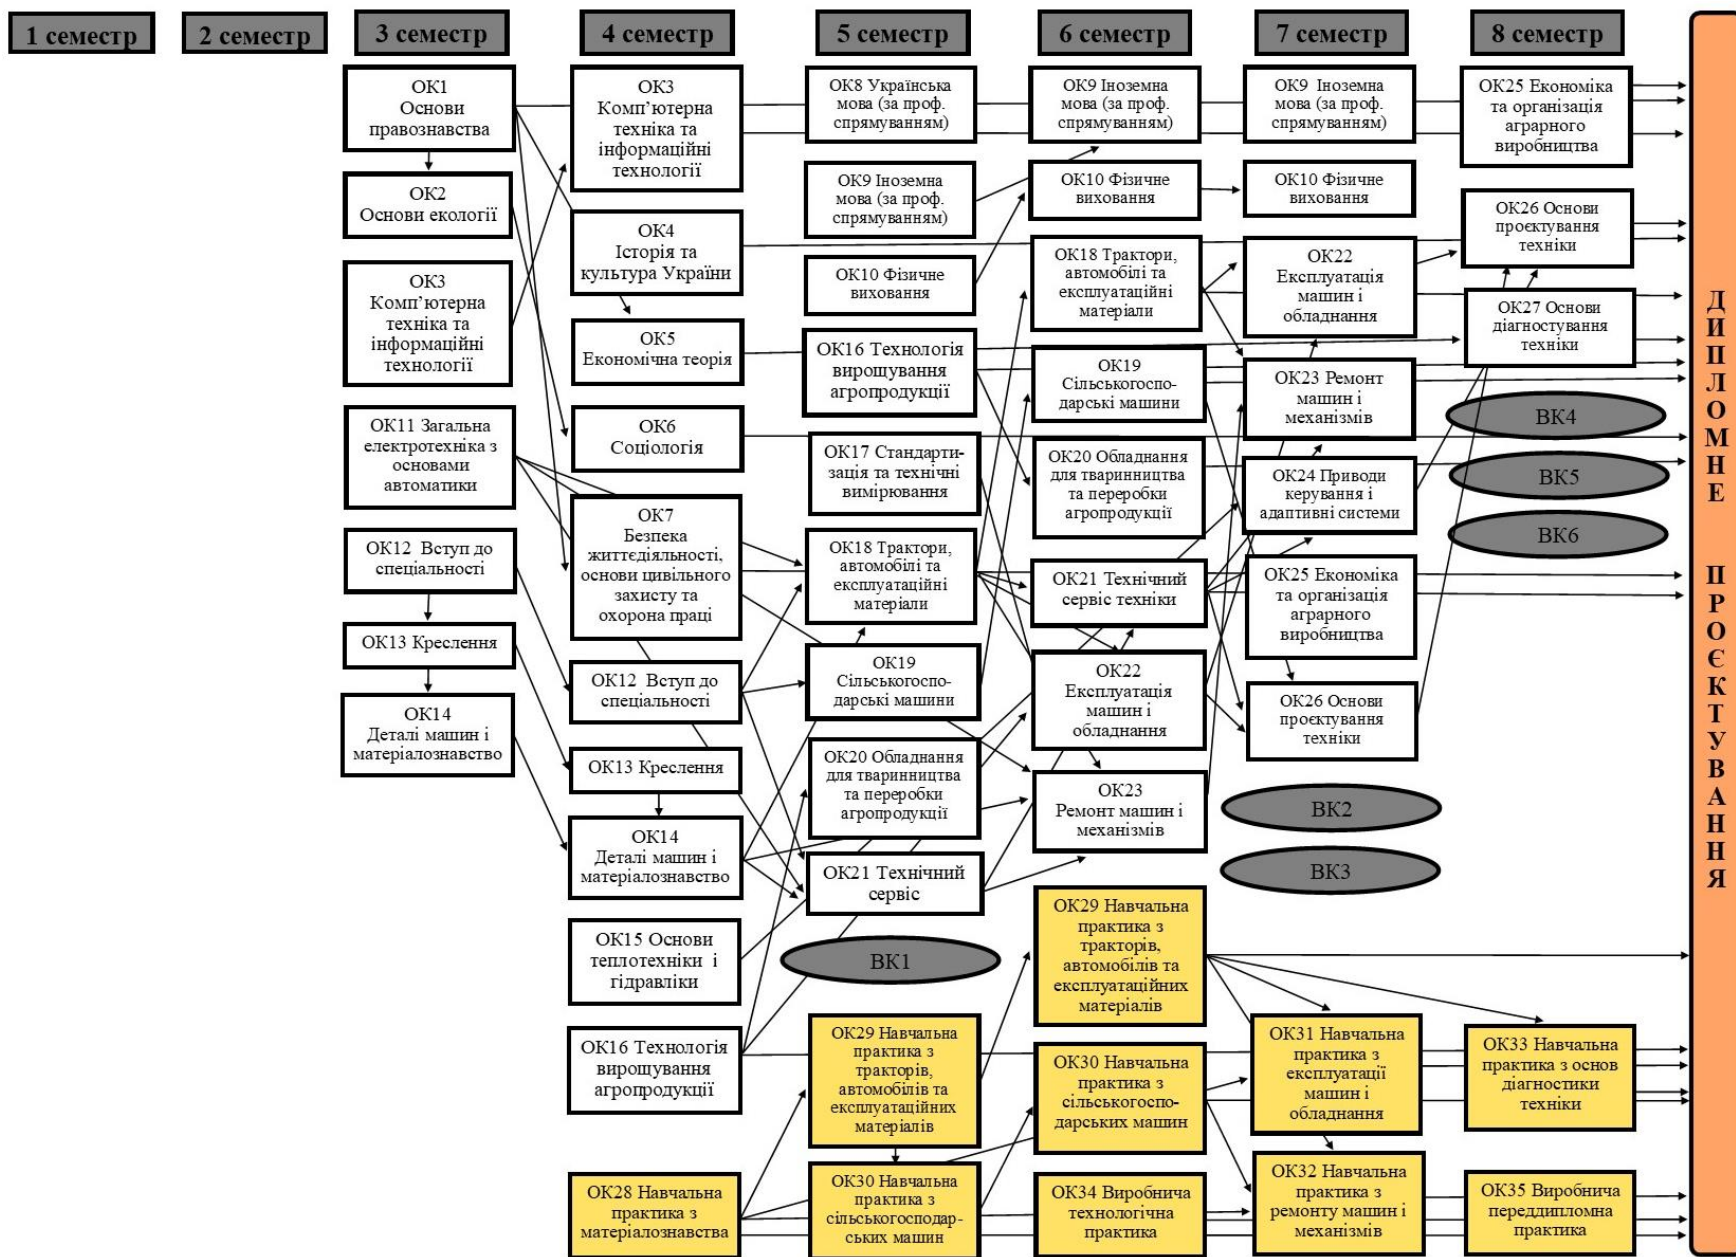 1 семестр
2 семестр
3 семестр
4 семестр
5 семестр
6 семестр
7 семестр
8 семестр
ОК1
Основи
правознавства
ОК2
Основи екології
ОК3
Комп’ютерна
техніка та
інформаційні
технології
ОК11 Загальна
електротехніка з
основами
автоматики
ОК12 Вступ до
спеціальності
ОК13 Креслення
ОК14
Деталі машин і
матеріалознавство
ОК3
Комп’ютерна
техніка та
інформаційні
технології
ОК4
Історія та
культура України
ОК5
Економічна теорія
ОК6
Соціологія
ОК7
Безпека
життєдіяльності,
основи цивільного
захисту та
охорона праці
ОК12 Вступ до
спеціальності
ОК13 Креслення
ОК14
Деталі машин і
матеріалознавство
ОК15 Основи
теплотехніки і
гідравліки
ОК16 Технологія
вирощування
агропродукції
ОК28 Навчальна
практика з
матеріалознавства
ОК8 Українська
мова (за проф.
спрямуванням)
ОК9 Іноземна
мова (за проф.
спрямуванням)
ОК10 Фізичне
виховання
ОК16 Технологія
вирощування
агропродукції
ОК17 Стандарти-
зація та технічні
вимірювання
ОК18 Трактори,
автомобілі та
експлуатаційні
матеріали
ОК19
Сільськогоспо-
дарські машини
ОК20 Обладнання
для тваринництва
та переробки
агропродукції
ОК21 Технічний
сервіс
ВК1
ОК29 Навчальна
практика з
тракторів,
автомобілів та
експлуатаційних
матеріалів
ОК30 Навчальна
практика з
сільськогосподар-
ських машин
ОК9 Іноземна
мова (за проф.
спрямуванням)
ОК10 Фізичне
виховання
ОК18 Трактори,
автомобілі та
експлуатаційні
матеріали
ОК19
Сільськогоспо-
дарські машини
ОК20 Обладнання
для тваринництва
та переробки
агропродукції
ОК21 Технічний
сервіс техніки
ОК22
Експлуатація
машин і
обладнання
ОК23
Ремонт машин і
механізмів
ОК29 Навчальна
практика з
тракторів,
автомобілів та
експлуатаційних
матеріалів
ОК30 Навчальна
практика з
сільськогоспо-
дарських машин
ОК34 Виробнича
технологічна
практика
ОК9 Іноземна
мова (за проф.
спрямуванням)
ОК10 Фізичне
виховання
ОК22
Експлуатація
машин і
обладнання
ОК23 Ремонт
машин і
механізмів
ОК24 Приводи
керування і
адаптивні системи
ОК25 Економіка
та організація
аграрного
виробництва
ОК26 Основи
проєктування
техніки
ВК2
ВК3
ОК31 Навчальна
практика з
експлуатації
машин і
обладнання
ОК32 Навчальна
практика з
ремонту машин і
механізмів
ОК25 Економіка
та організація
аграрного
виробництва
ОК26 Основи
проєктування
техніки
ОК27 Основи
діагностування
техніки
ВК4
ВК5
ВК6
ОК33 Навчальна
практика з основ
діагностики
техніки
ОК35 Виробнича
переддипломна
практика
ДИПЛОМНЕ ПРОЄКТУВАННЯ